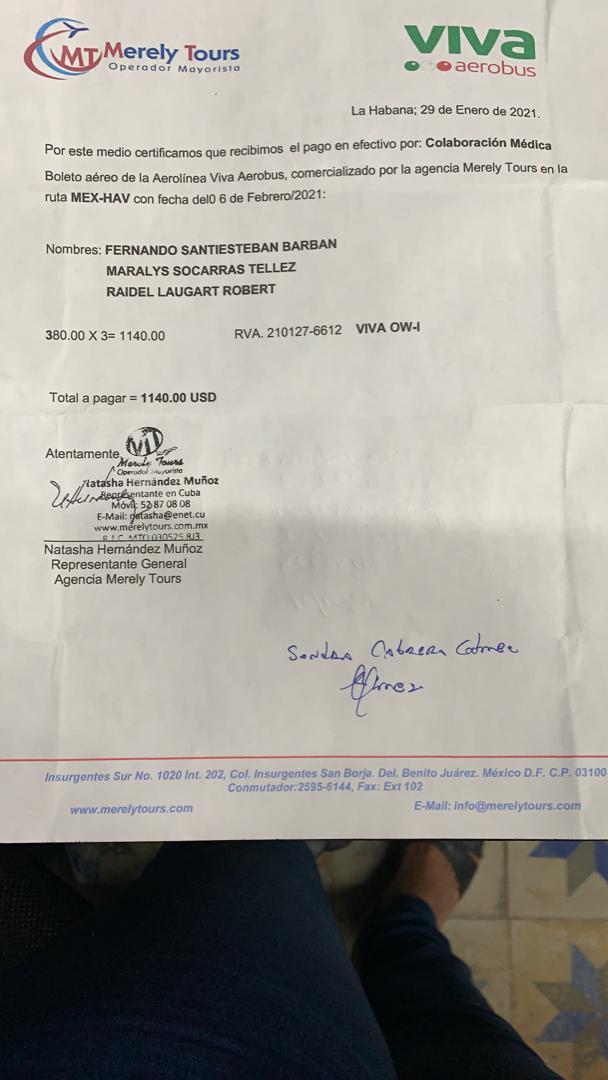 MT Merely Tours
Operador Mayorista
VIVA
aerobus
La Habana; 29 de Enero de 2021.
Por este medio certificamos que recibimos el pago en efectivo por: Colaboración Médica
Boleto aéreo de la Aerolínea Viva Aerobus, comercializado por la agencia Merely Tours en la
ruta MEX-HAV con fecha del0 6 de Febrero/2021:
Nombres: FERNANDO SANTIESTEBAN BARBAN
MARALYS SOCARRAS TELLEZ
RAIDEL LAUGART ROBERT
380.00 X 3= 1140.00 RVA. 210127-6612 VIVA OW-I
Total a pagar = 1140.00 USD
Atentamente,
Merely Tours
Operador Mayorista
Natasha Hernández Muñoz
Representante en Cuba
Móvil: 52 87 08 08
E-Mail: natasha@enet.cu
www.merelytours.com.mx
R.F.C. MTO 030525 8J3
Natasha Hernández Muñoz
Representante General
Agencia Merely Tours
Sandra Cabrera
Insurgentes Sur No. 1020 Int. 202, Col. Insurgentes San Borja. Del. Benito Juárez. México D.F. C.P. 03100
Conmutador:2595-6144, Fax: Ext 102
www.merelytours.com E-Mail: info@merelytours.com